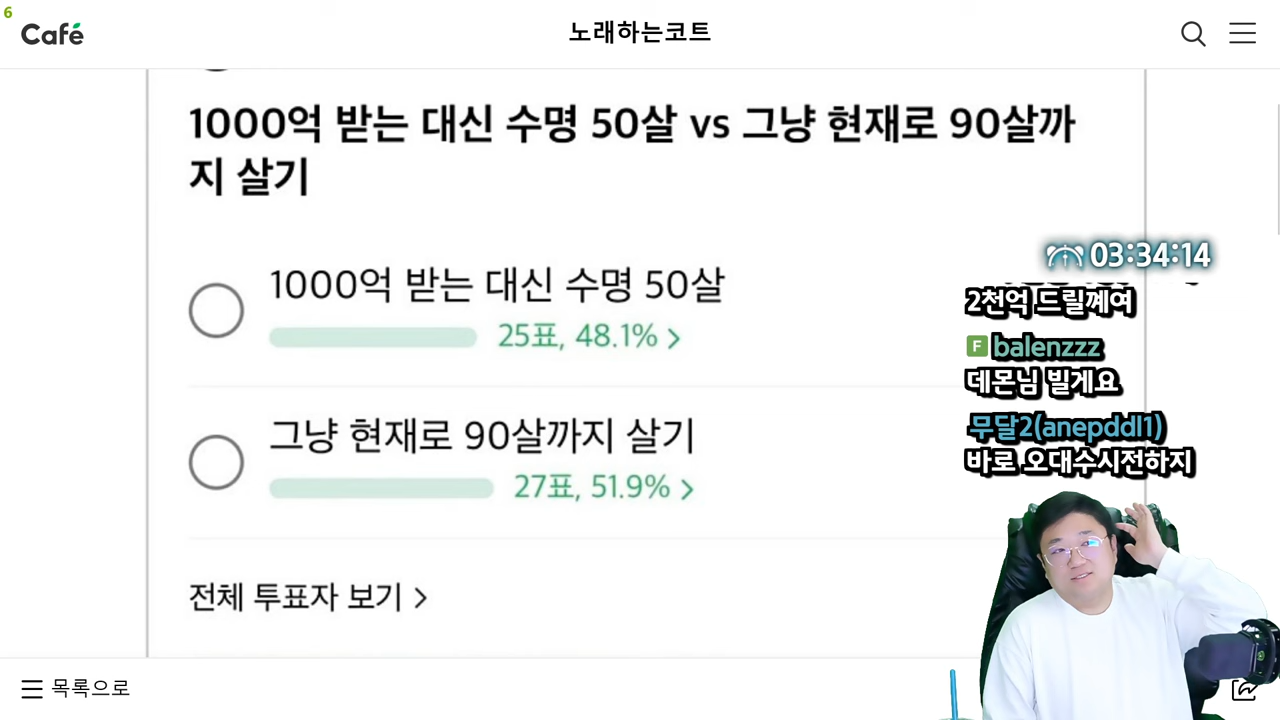 6
Café
노래하는코트
1000억 받는 대신 수명 50살 vs 그냥 현재로 90살까
지 살기
1000억 받는 대신 수명 50살
25표, 48.1% >
그냥 현재로 90살까지 살기
27표, 51.9% >
전체 투표자 보기 >
03:34:14
2천억 드릴꼐여
F balenzzz
데몬님 빌게요
무달2(anepddl1)
바로 오대수시전하지
목록으로